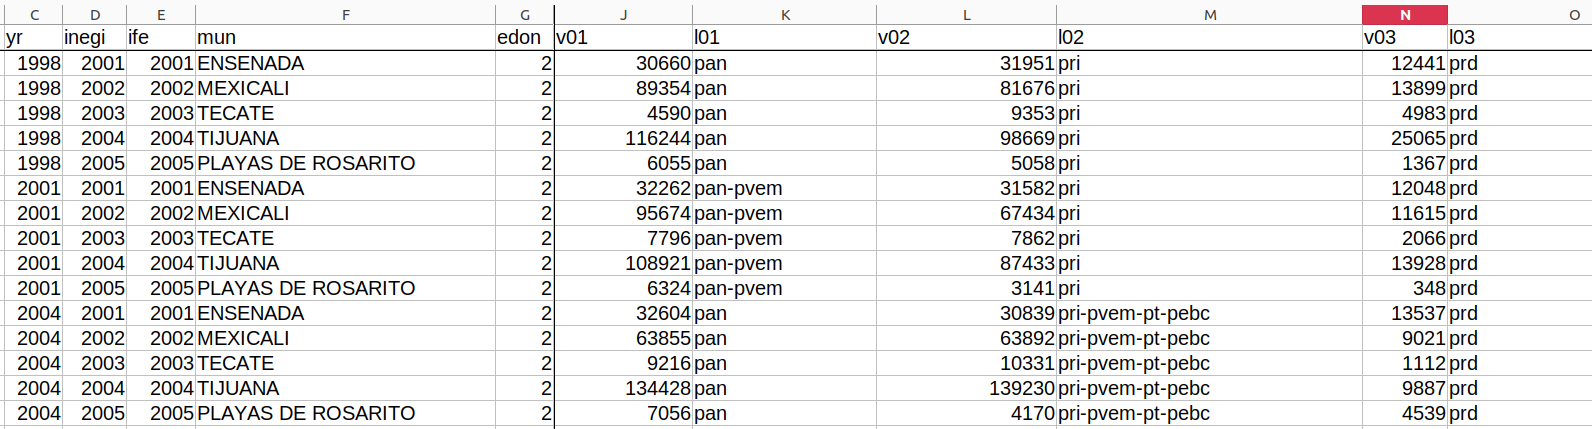 C D E F G J K L M N O
yr inegi ife mun edon v01 l01 v02 l02 v03 l03
1998 2001 2001 ENSENADA 2 30660 pan 31951 pri 12441 prd
1998 2002 2002 MEXICALI 2 89354 pan 81676 pri 13899 prd
1998 2003 2003 TECATE 2 4590 pan 9353 pri 4983 prd
1998 2004 2004 TIJUANA 2 116244 pan 98669 pri 25065 prd
1998 2005 2005 PLAYAS DE ROSARITO 2 6055 pan 5058 pri 1367 prd
2001 2001 2001 ENSENADA 2 32262 pan-pvem 31582 pri 12048 prd
2001 2002 2002 MEXICALI 2 95674 pan-pvem 67434 pri 11615 prd
2001 2003 2003 TECATE 2 7796 pan-pvem 7862 pri 2066 prd
2001 2004 2004 TIJUANA 2 108921 pan-pvem 87433 pri 13928 prd
2001 2005 2005 PLAYAS DE ROSARITO 2 6324 pan-pvem 3141 pri 348 prd
2004 2001 2001 ENSENADA 2 32604 pan 30839 pri-pvem-pt-pebc 13537 prd
2004 2002 2002 MEXICALI 2 63855 pan 63892 pri-pvem-pt-pebc 9021 prd
2004 2003 2003 TECATE 2 9216 pan 10331 pri-pvem-pt-pebc 1112 prd
2004 2004 2004 TIJUANA 2 134428 pan 139230 pri-pvem-pt-pebc 9887 prd
2004 2005 2005 PLAYAS DE ROSARITO 2 7056 pan 4170 pri-pvem-pt-pebc 4539 prd